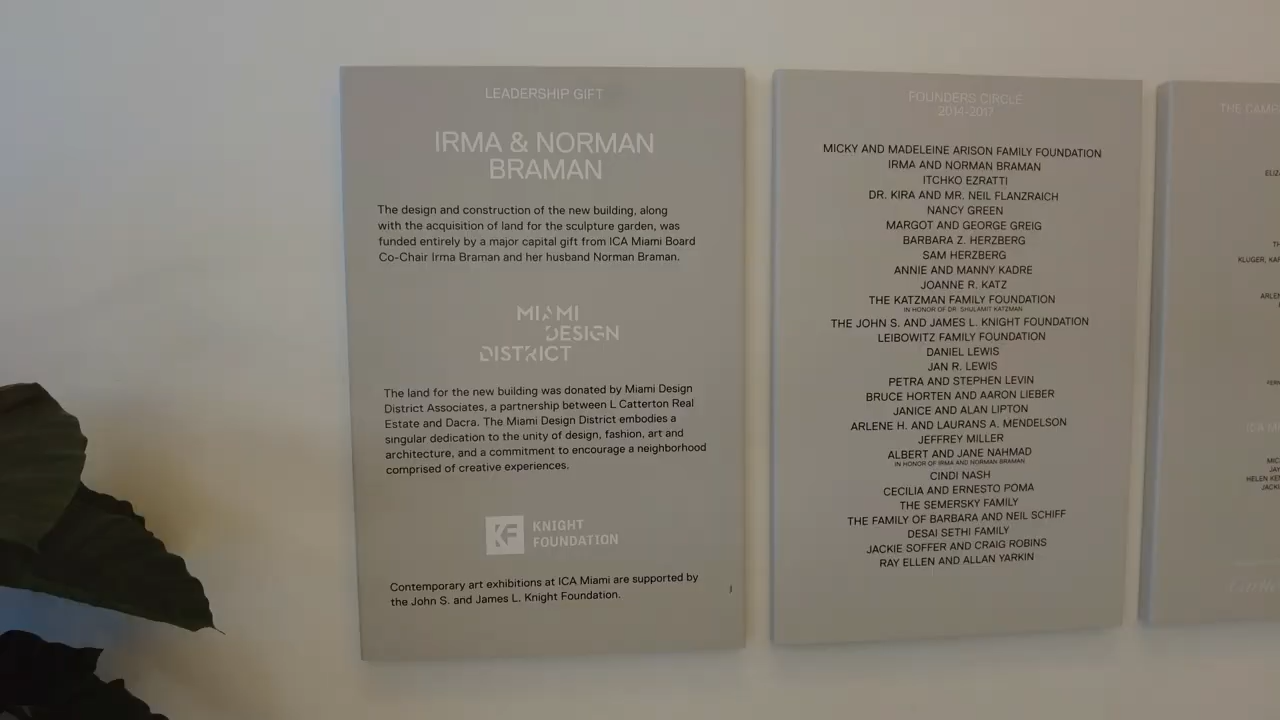 LEADERSHIP GIFT
IRMA & NORMAN
BRAMAN
The design and construction of the new building, along
with the acquisition of land for the sculpture garden, was
funded entirely by a major capital gift from ICA Miami Board
Co-Chair Irma Braman and her husband Norman Braman.
MIAMI
DESIGN
DISTRICT
The land for the new building was donated by Miami Design
District Associates, a partnership between L Catterton Real
Estate and Dacra. The Miami Design District embodies a
singular dedication to the unity of design, fashion, art and
architecture, and a commitment to encourage a neighborhood
comprised of creative experiences.
KF
KNIGHT
FOUNDATION
Contemporary art exhibitions at ICA Miami are supported by
the John S. and James L. Knight Foundation.
FOUNDERS CIRCLE
2014-2017
MICKY AND MADELEINE ARISON FAMILY FOUNDATION
IRMA AND NORMAN BRAMAN
ITCHKO EZRATTI
DR. KIRA AND MR. NEIL FLANZRAICH
NANCY GREEN
MARGOT AND GEORGE GREIG
BARBARA Z. HERZBERG
SAM HERZBERG
ANNIE AND MANNY KADRE
JOANNE R. KATZ
THE KATZMAN FAMILY FOUNDATION
IN HONOR OF DR. SHULAMIT KATZMAN
THE JOHN S. AND JAMES L. KNIGHT FOUNDATION
LEIBOWITZ FAMILY FOUNDATION
DANIEL LEWIS
JAN R. LEWIS
PETRA AND STEPHEN LEVIN
BRUCE HORTEN AND AARON LIEBER
JANICE AND ALAN LIPTON
ARLENE H. AND LAURANS A. MENDELSON
JEFFREY MILLER
ALBERT AND JANE NAHMAD
IN HONOR OF IRMA AND NORMAN BRAMAN
CINDI NASH
CECILIA AND ERNESTO POMA
THE SEMERSKY FAMILY
THE FAMILY OF BARBARA AND NEIL SCHIFF
DESAI SETHI FAMILY
JACKIE SOFFER AND CRAIG ROBINS
RAY ELLEN AND ALLAN YARKIN
THE
KLUGER,
HELEN